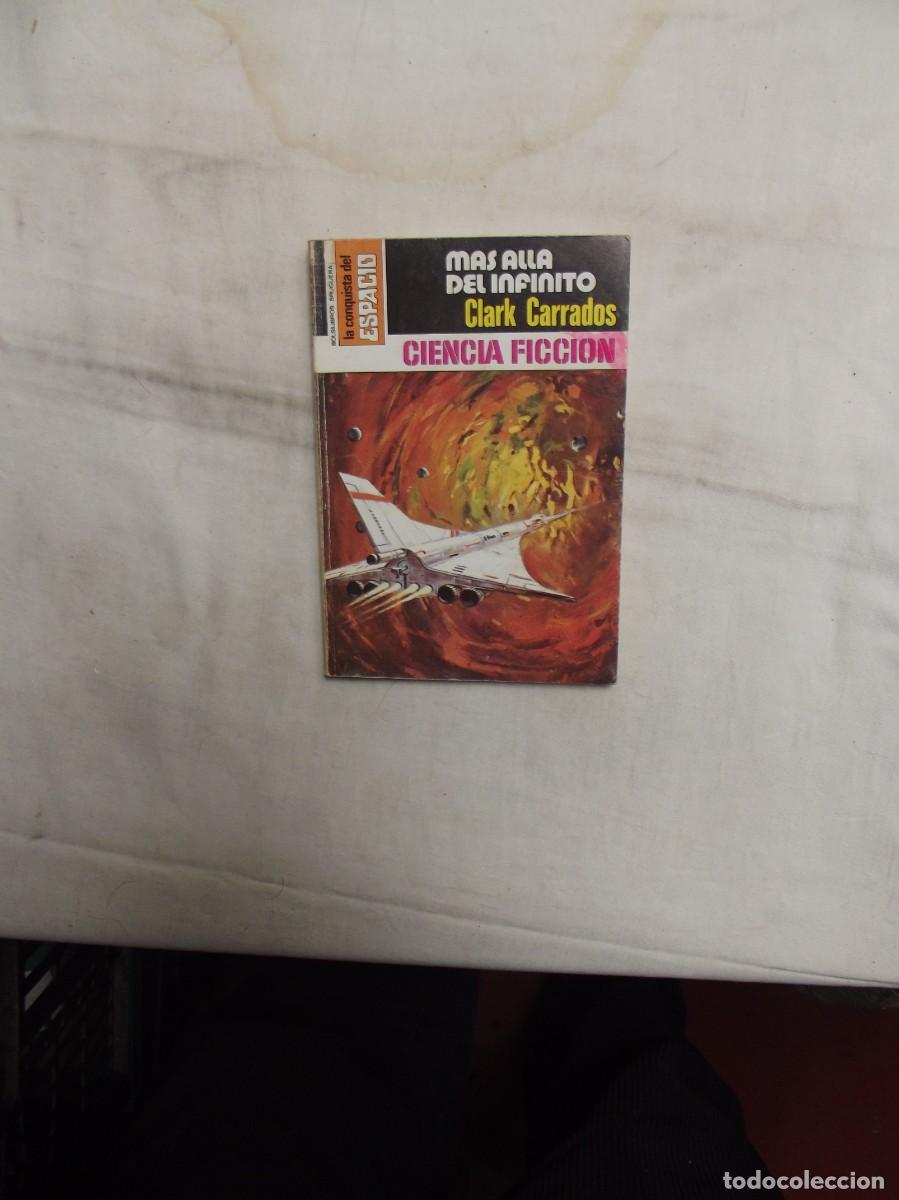 BOLSILIBROS BRUGUERA
la conquista del
ESPACIO
MAS ALLA
DEL INFINITO
Clark Carrados
CIENCIA FICCION
todocoleccion